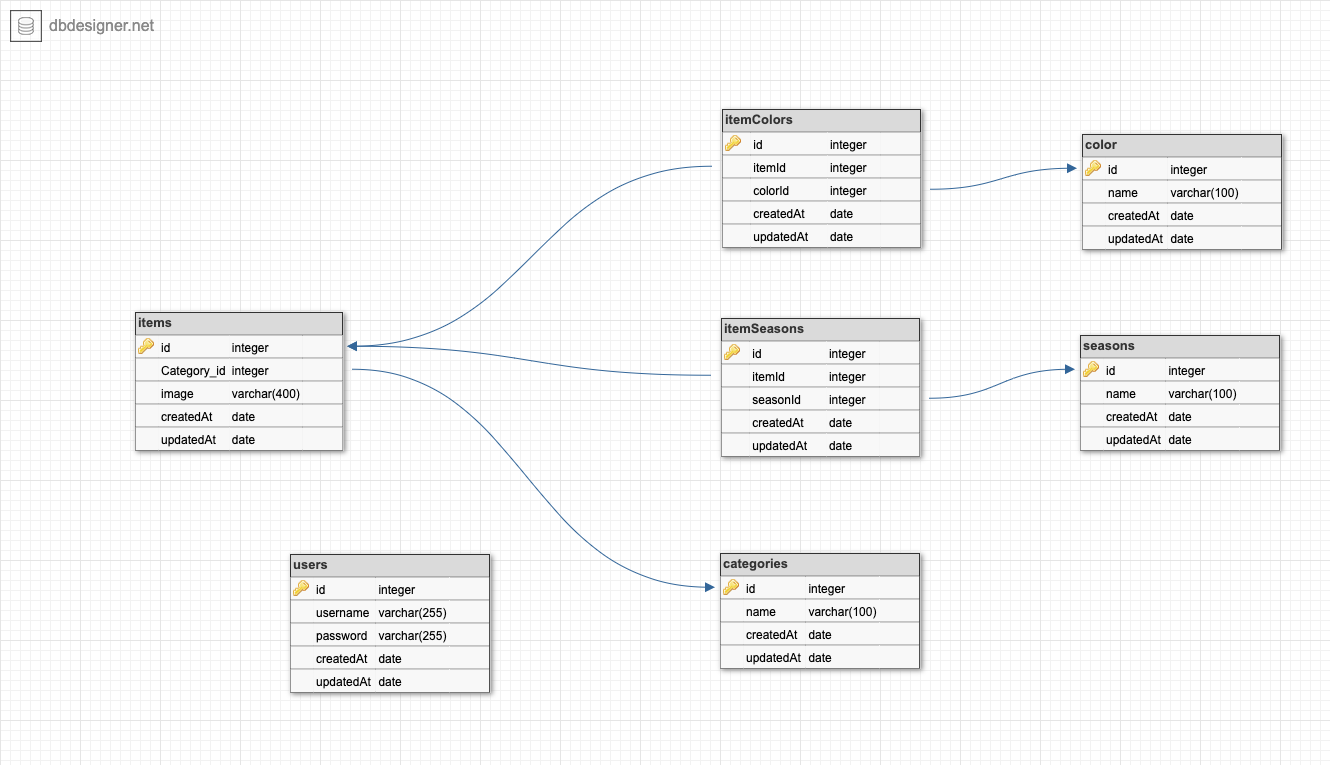 dbdesigner.net
itemColors
id integer
itemId integer
colorId integer
createdAt date
updatedAt date
color
id integer
name varchar(100)
createdAt date
updatedAt date
items
id integer
Category_id integer
image varchar(400)
createdAt date
updatedAt date
itemSeasons
id integer
itemId integer
seasonId integer
createdAt date
updatedAt date
seasons
id integer
name varchar(100)
createdAt date
updatedAt date
users
id integer
username varchar(255)
password varchar(255)
createdAt date
updatedAt date
categories
id integer
name varchar(100)
createdAt date
updatedAt date